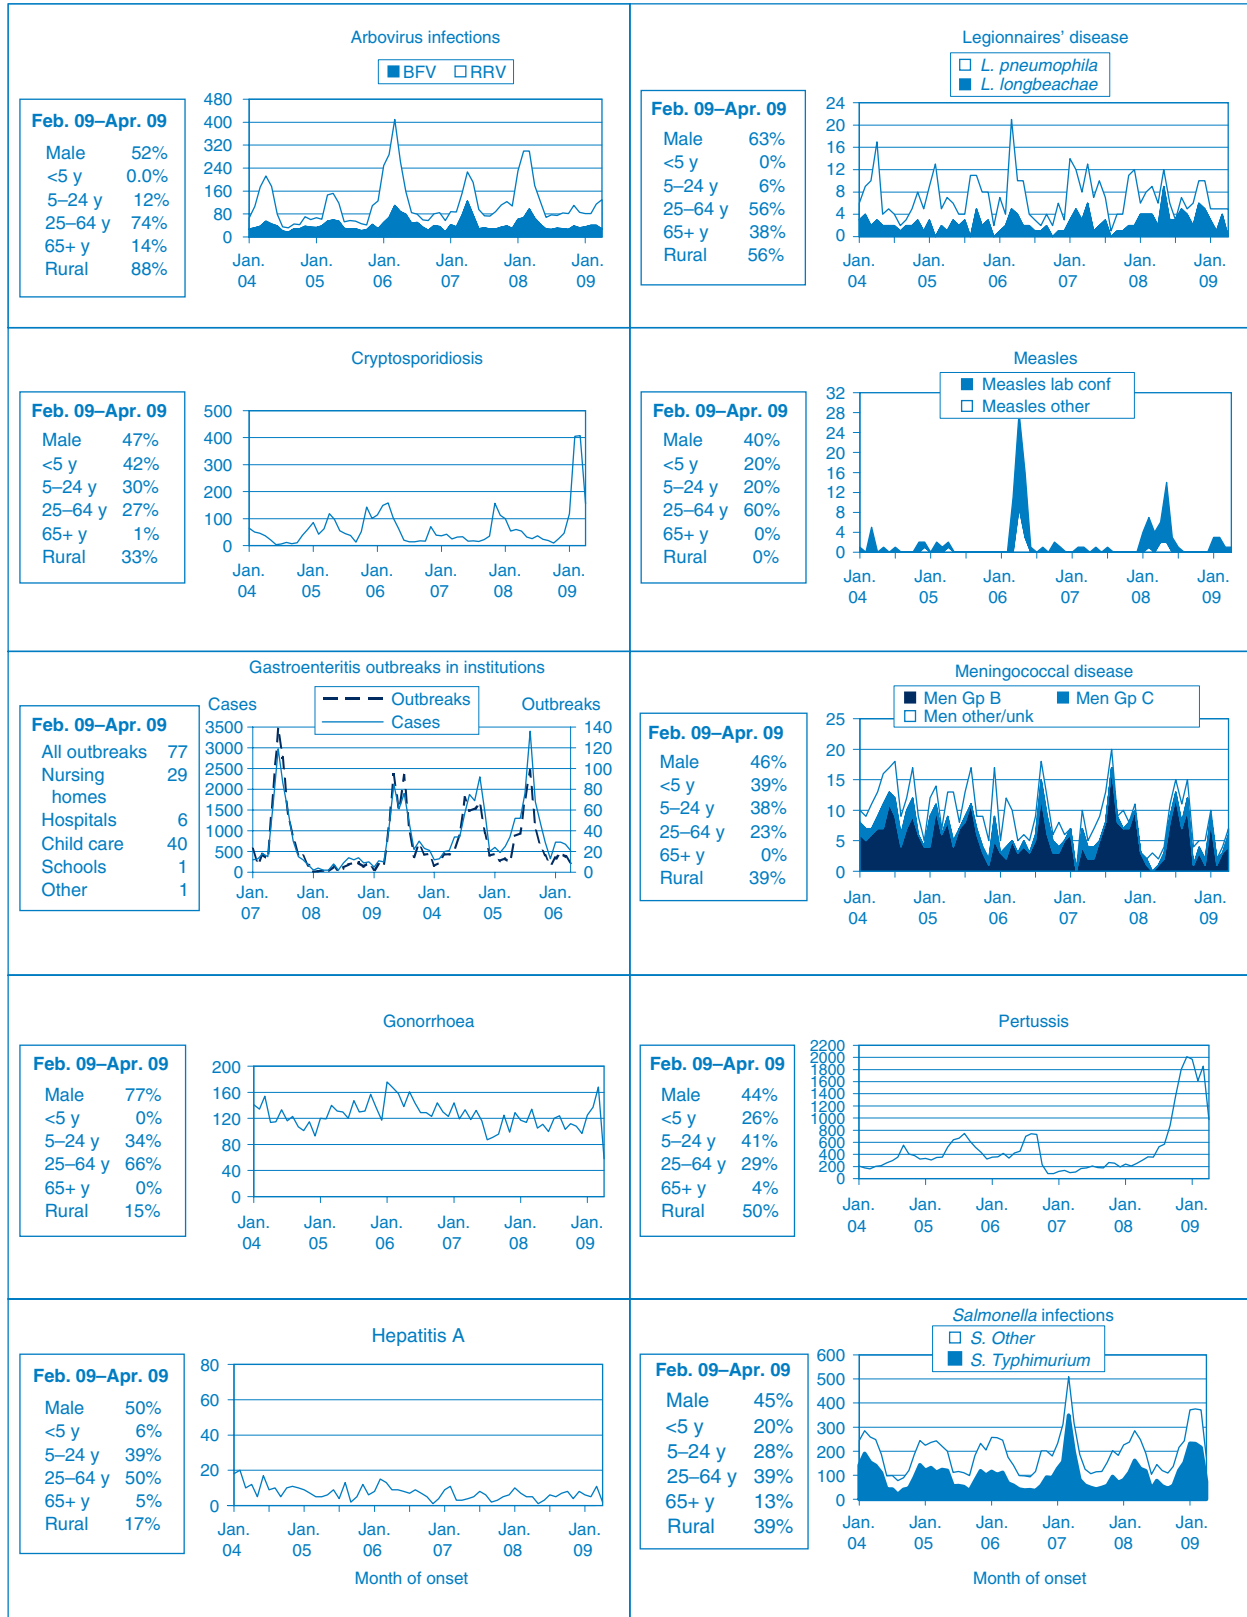 Arbovirus infections
BFV RRV
Feb. 09–Apr. 09
Male 52%
<5 y 0.0%
5–24 y 12%
25–64 y 74%
65+ y 14%
Rural 88%
480
400
320
240
160
80
0
Jan. Jan. Jan. Jan. Jan. Jan.
04 05 06 07 08 09
Legionnaires' disease
L. pneumophila
L. longbeachae
Feb. 09–Apr. 09
Male 63%
<5 y 0%
5–24 y 6%
25–64 y 56%
65+ y 38%
Rural 56%
24
20
16
12
8
4
0
Jan. Jan. Jan. Jan. Jan. Jan.
04 05 06 07 08 09
Cryptosporidiosis
Feb. 09–Apr. 09
Male 47%
<5 y 42%
5–24 y 30%
25–64 y 27%
65+ y 1%
Rural 33%
500
400
300
200
100
0
Jan. Jan. Jan. Jan. Jan. Jan.
04 05 06 07 08 09
Measles
Measles lab conf
Measles other
Feb. 09–Apr. 09
Male 40%
<5 y 20%
5–24 y 20%
25–64 y 60%
65+ y 0%
Rural 0%
32
28
24
20
16
12
8
4
0
Jan. Jan. Jan. Jan. Jan. Jan.
04 05 06 07 08 09
Gastroenteritis outbreaks in institutions
Cases Outbreaks
Outbreaks
Cases
Feb. 09–Apr. 09
All outbreaks 77
Nursing 29
homes
Hospitals 6
Child care 40
Schools 1
Other 1
3500 140
3000 120
2500 100
2000 80
1500 60
1000 40
500 20
0 0
Jan. Jan. Jan. Jan. Jan. Jan.
07 08 09 04 05 06
Meningococcal disease
Men Gp B Men Gp C
Men other/unk
Feb. 09–Apr. 09
Male 46%
<5 y 39%
5–24 y 38%
25–64 y 23%
65+ y 0%
Rural 39%
25
20
15
10
5
0
Jan. Jan. Jan. Jan. Jan. Jan.
04 05 06 07 08 09
Gonorrhoea
Feb. 09–Apr. 09
Male 77%
<5 y 0%
5–24 y 34%
25–64 y 66%
65+ y 0%
Rural 15%
200
160
120
80
40
0
Jan. Jan. Jan. Jan. Jan. Jan.
04 05 06 07 08 09
Pertussis
Feb. 09–Apr. 09
Male 44%
<5 y 26%
5–24 y 41%
25–64 y 29%
65+ y 4%
Rural 50%
2200
2000
1800
1600
1400
1200
1000
800
600
400
200
0
Jan. Jan. Jan. Jan. Jan. Jan.
04 05 06 07 08 09
Hepatitis A
Feb. 09–Apr. 09
Male 50%
<5 y 6%
5–24 y 39%
25–64 y 50%
65+ y 5%
Rural 17%
80
60
40
20
0
Jan. Jan. Jan. Jan. Jan. Jan.
04 05 06 07 08 09
Month of onset
Salmonella infections
S. Other
S. Typhimurium
Feb. 09–Apr. 09
Male 45%
<5 y 20%
5–24 y 28%
25–64 y 39%
65+ y 13%
Rural 39%
600
500
400
300
200
100
0
Jan. Jan. Jan. Jan. Jan. Jan.
04 05 06 07 08 09
Month of onset